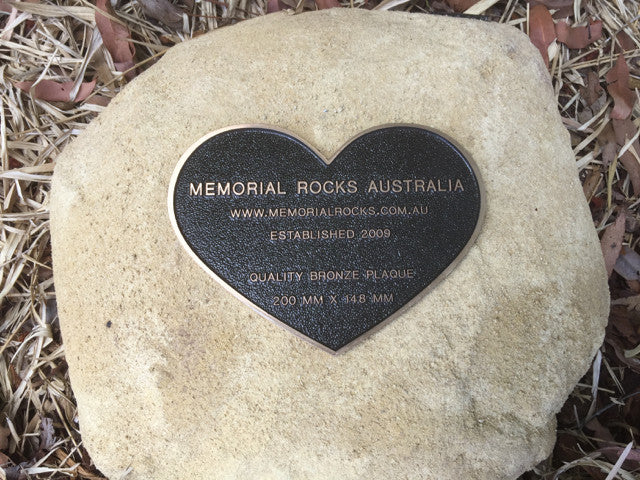 MEMORIAL ROCKS AUSTRALIA
WWW.MEMORIALROCKS.COM.AU
ESTABLISHED 2009
QUALITY BRONZE PLAQUE
200 MM X 148 MM